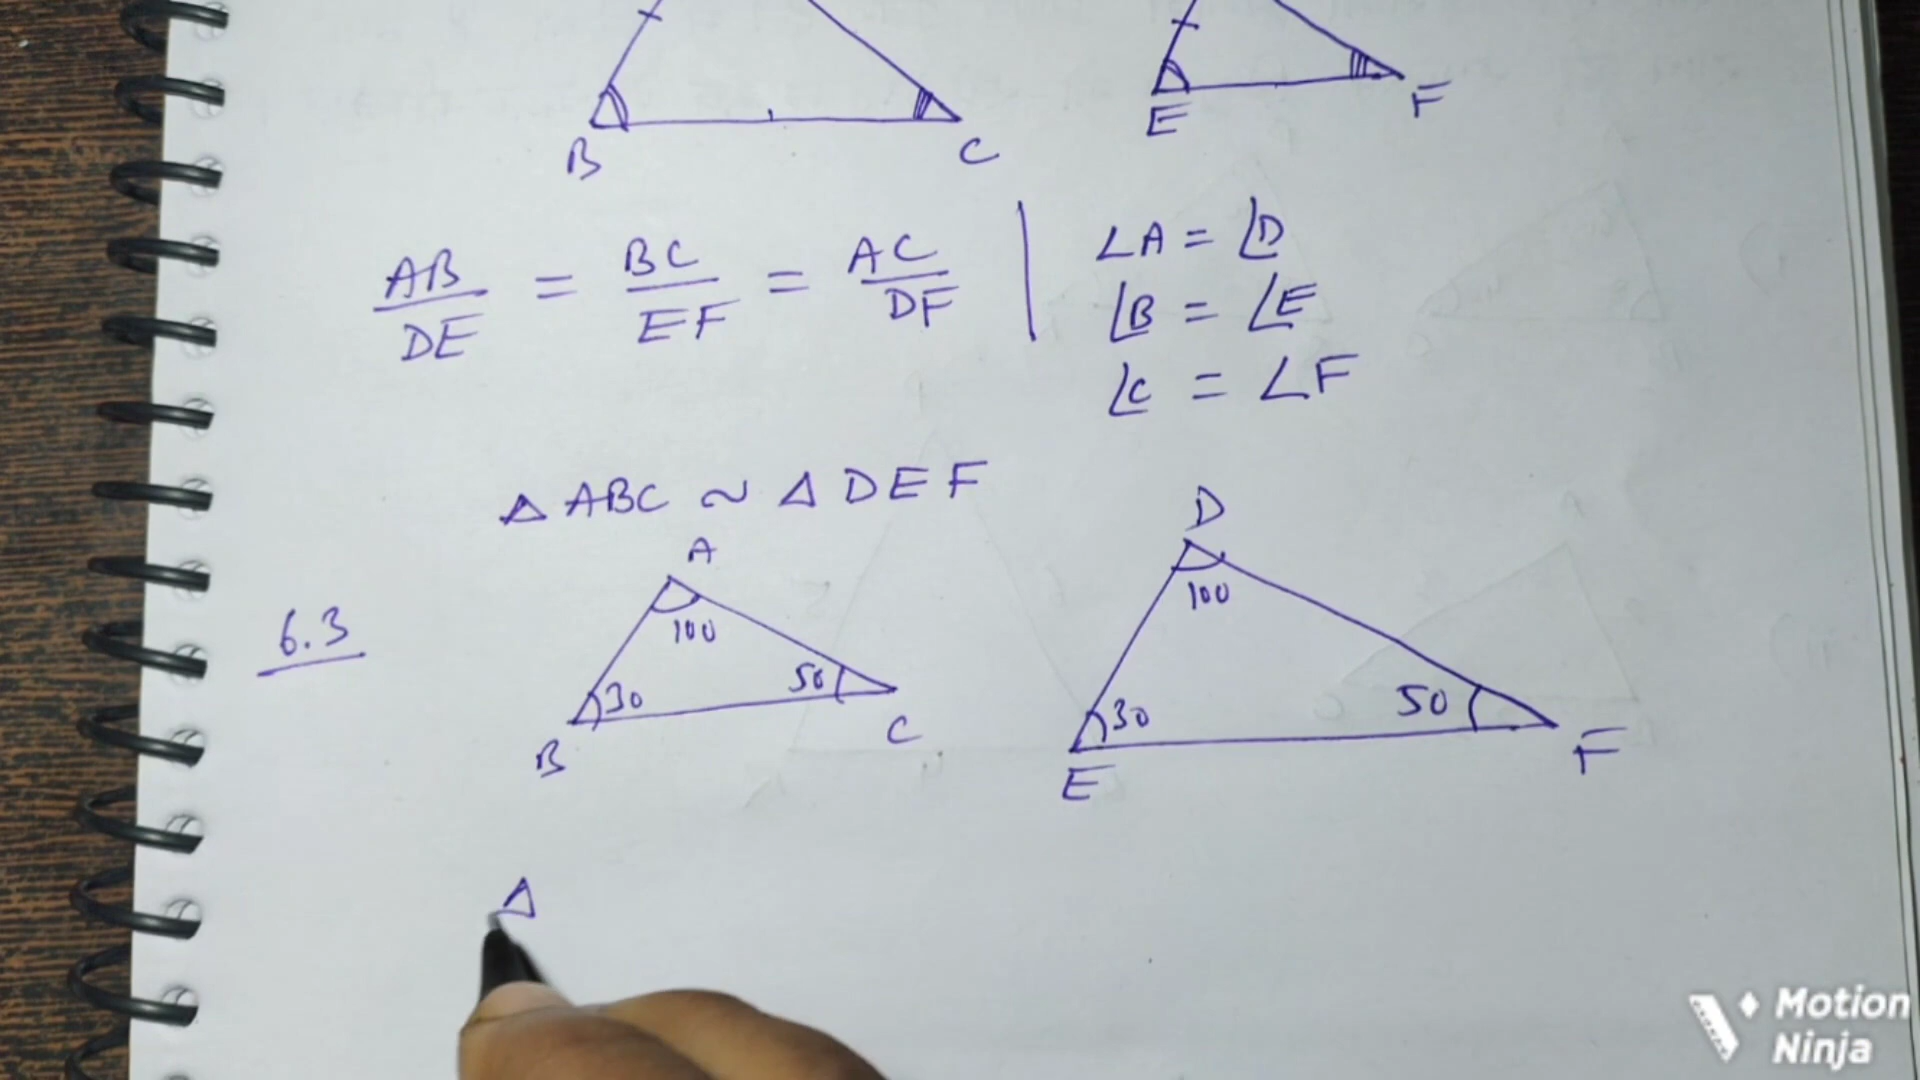 B C E F
AB/DE = BC/EF = AC/DF | ∠A = ∠D
∠B = ∠E
∠C = ∠F
△ ABC ~ △ DEF
6.3
A
100
30 50
B C
D
100
30 50
E F
△
Motion
Ninja